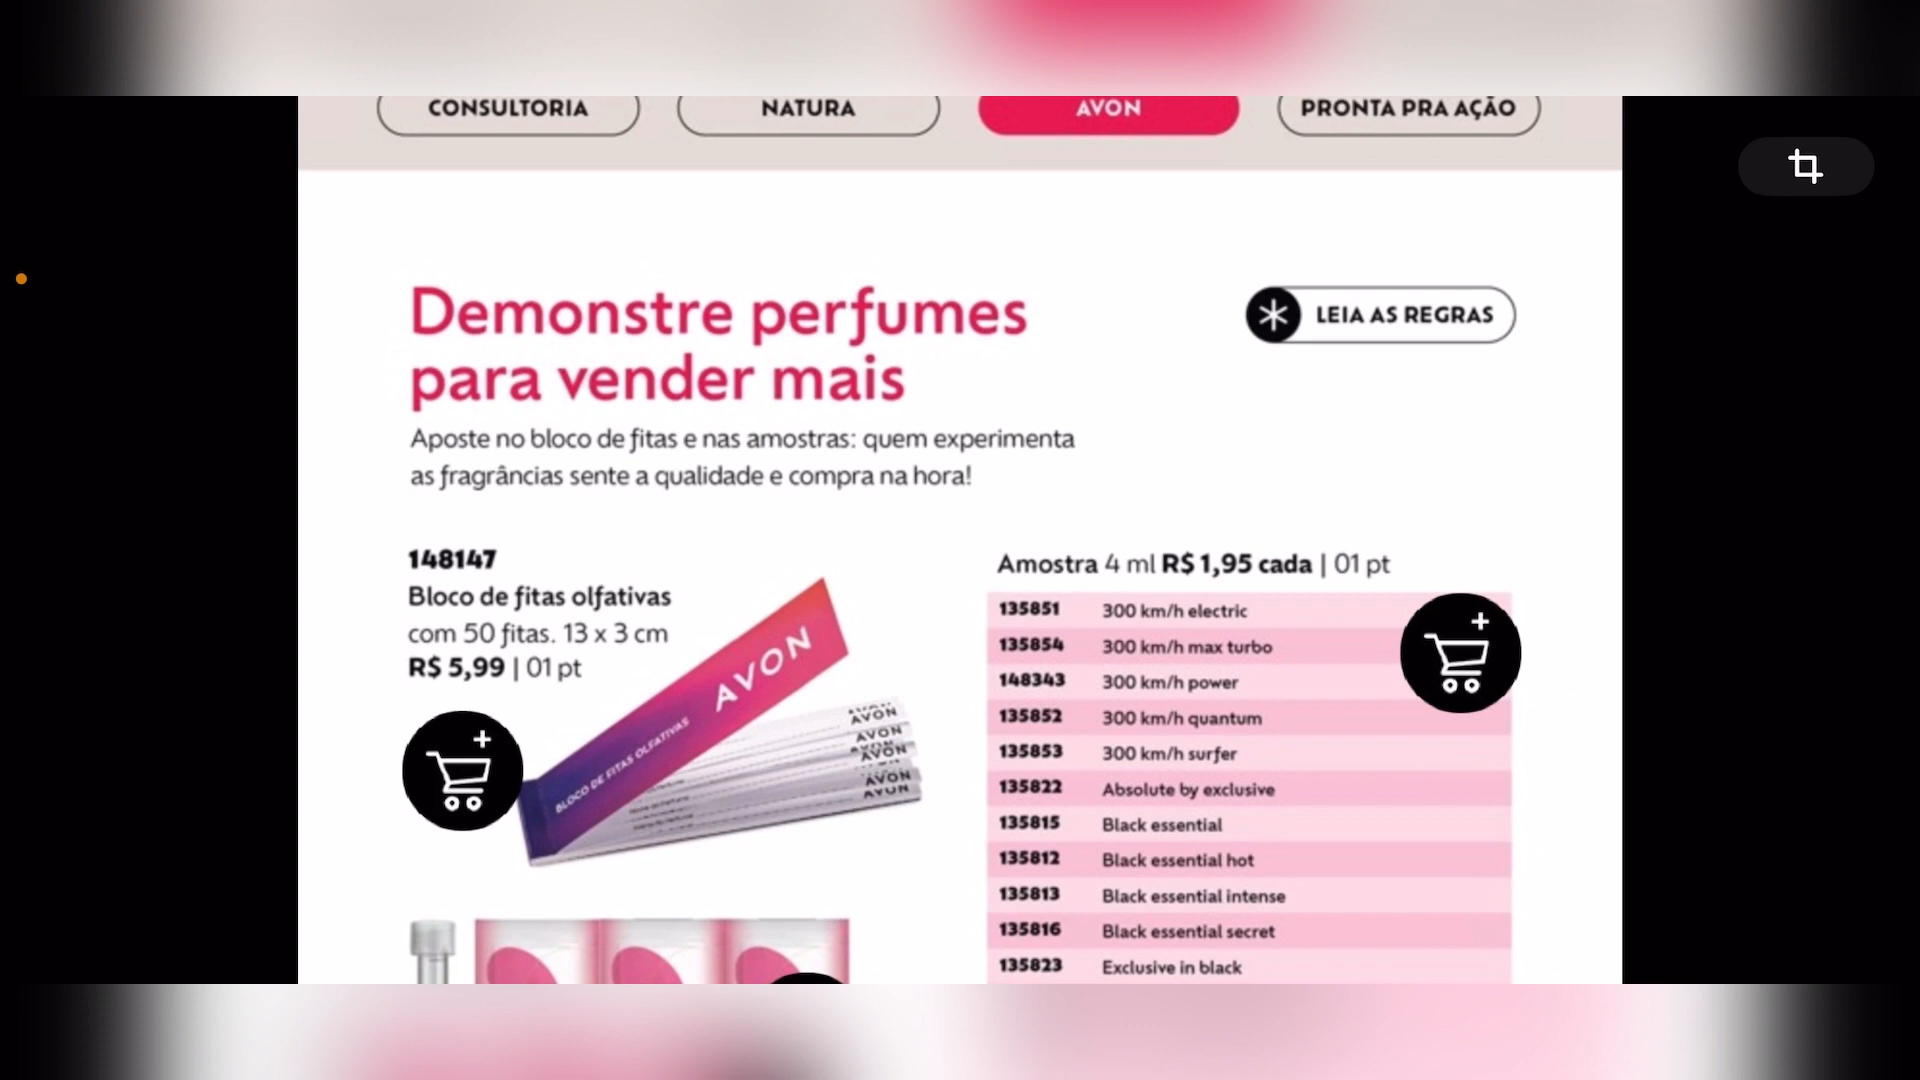 CONSULTORIA
NATURA
AVON
PRONTA PRA AÇÃO
Demonstre perfumes
para vender mais
LEIA AS REGRAS
Aposte no bloco de fitas e nas amostras: quem experimenta
as fragrâncias sente a qualidade e compra na hora!
148147
Bloco de fitas olfativas
com 50 fitas. 13 x 3 cm
R$ 5,99 | 01 pt
AVON
BLOCO DE FITAS OLFATIVAS
AVON
AVON
AVON
AVON
AVON
Amostra 4 ml R$ 1,95 cada | 01 pt
135851 300 km/h electric
135854 300 km/h max turbo
148343 300 km/h power
135852 300 km/h quantum
135853 300 km/h surfer
135822 Absolute by exclusive
135815 Black essential
135812 Black essential hot
135813 Black essential intense
135816 Black essential secret
135823 Exclusive in black